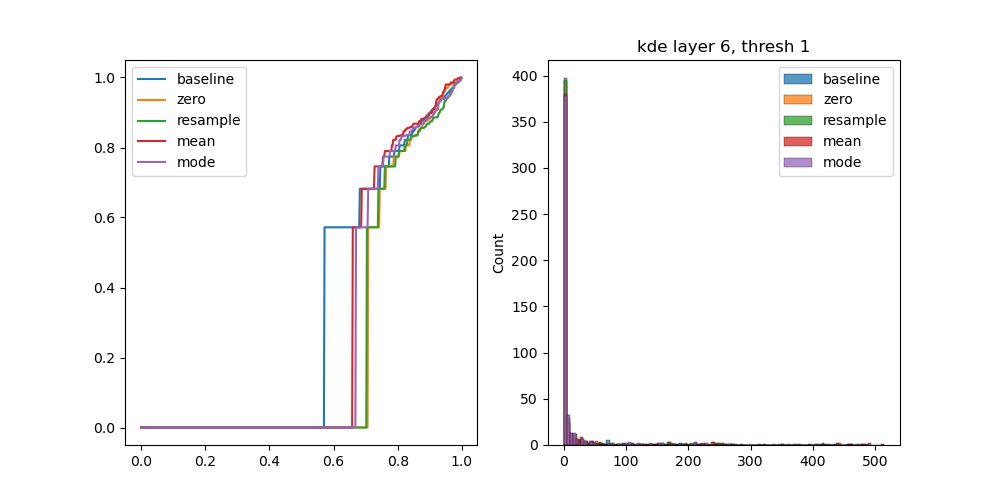 kde layer 6, thresh 1
baseline
zero
resample
mean
mode
1.0
0.8
0.6
0.4
0.2
0.0
0.0 0.2 0.4 0.6 0.8 1.0
Count
baseline
zero
resample
mean
mode
400
350
300
250
200
150
100
50
0
0 100 200 300 400 500